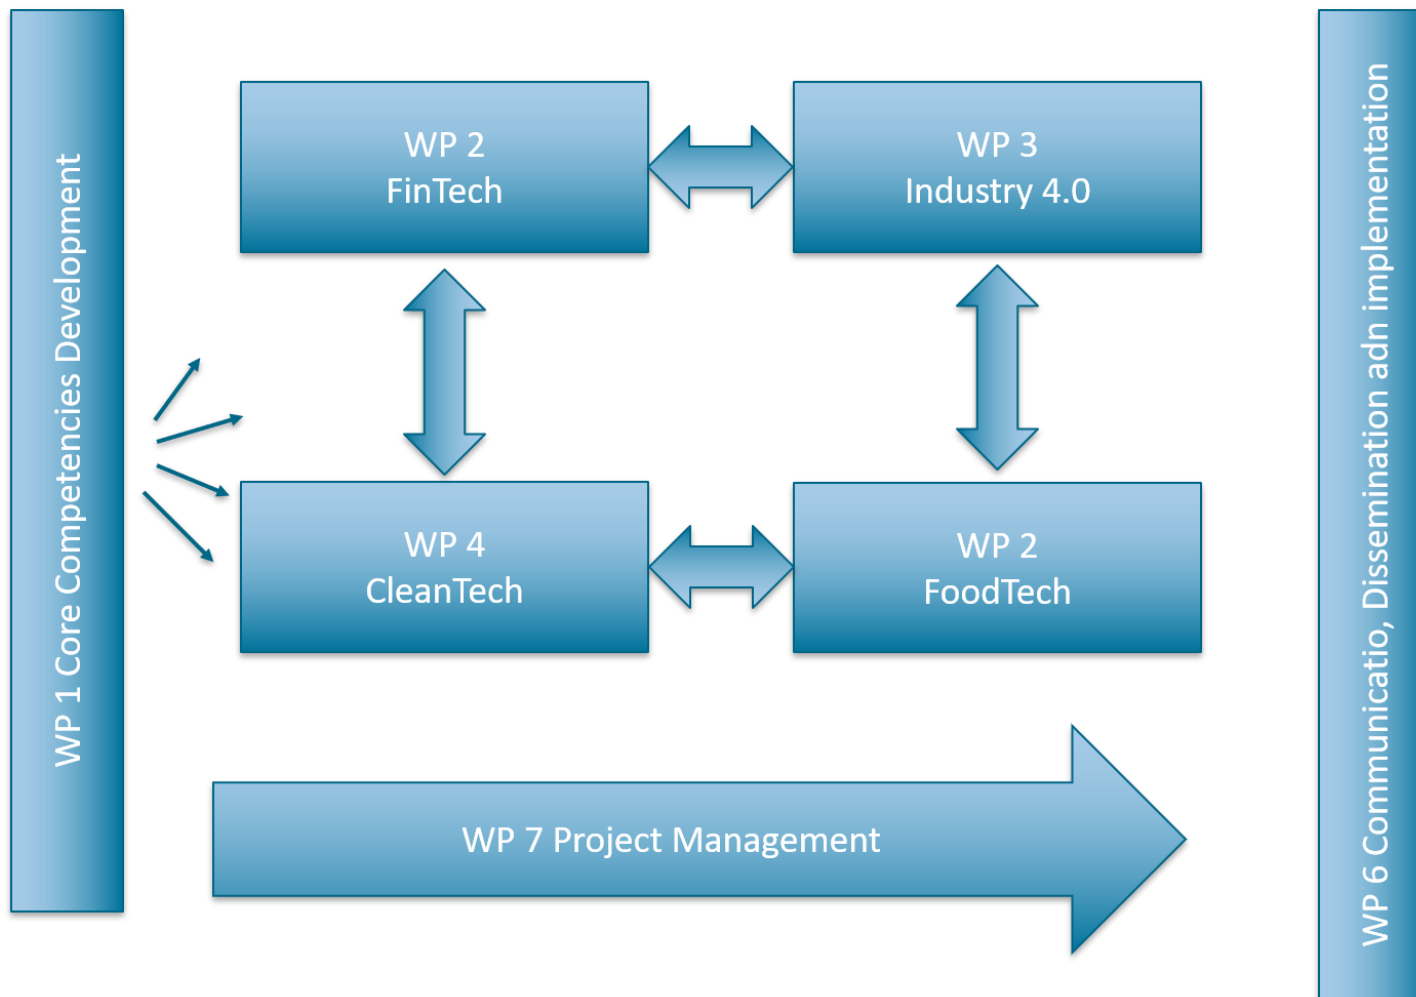 WP 1 Core Competencies Development
WP 2
FinTech
WP 3
Industry 4.0
WP 4
CleanTech
WP 2
FoodTech
WP 7 Project Management
WP 6 Communicatio, Dissemination adn implementation